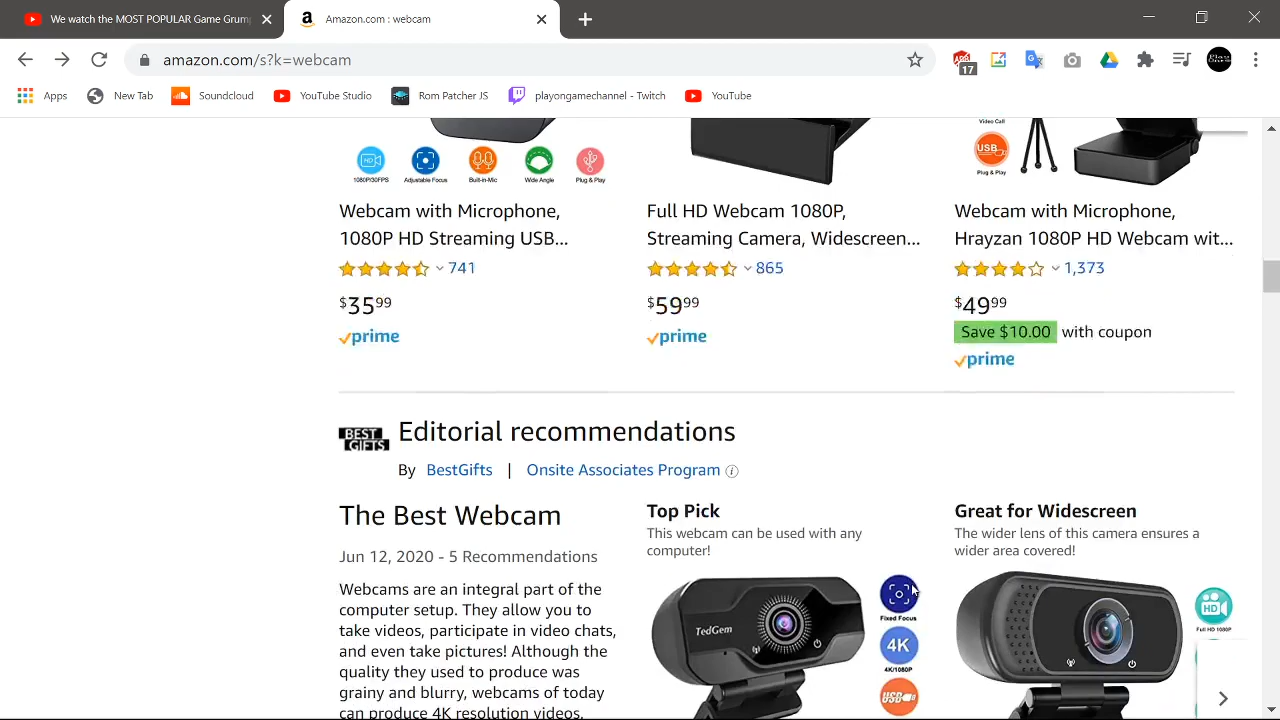 We watch the MOST POPULAR Game Grump
Amazon.com : webcam
amazon.com/s?k=webcam
17
Apps
New Tab
Soundcloud
YouTube Studio
Rom Patcher JS
playongamechannel - Twitch
YouTube
Video Call
HD
1080P/30FPS
Adjustable Focus
Built-in-Mic
Wide Angle
Plug & Play
USB
Plug & Play
Webcam with Microphone,
1080P HD Streaming USB...
741
$35.99
prime
Full HD Webcam 1080P,
Streaming Camera, Widescreen...
865
$59.99
prime
Webcam with Microphone,
Hrayzan 1080P HD Webcam wit...
1,373
$49.99
Save $10.00 with coupon
prime
BEST
GIFTS
Editorial recommendations
By BestGifts | Onsite Associates Program
The Best Webcam
Jun 12, 2020 - 5 Recommendations
Webcams are an integral part of the
computer setup. They allow you to
take videos, participate in video chats,
and even take pictures! Although the
quality they used to produce was
grainy and blurry, webcams of today
can produce 4K resolution videos,
Top Pick
This webcam can be used with any
computer!
TedGem
Fixed Focus
4K
4K/1080P
USB
Great for Widescreen
The wider lens of this camera ensures a
wider area covered!
HD
Full HD 1080P